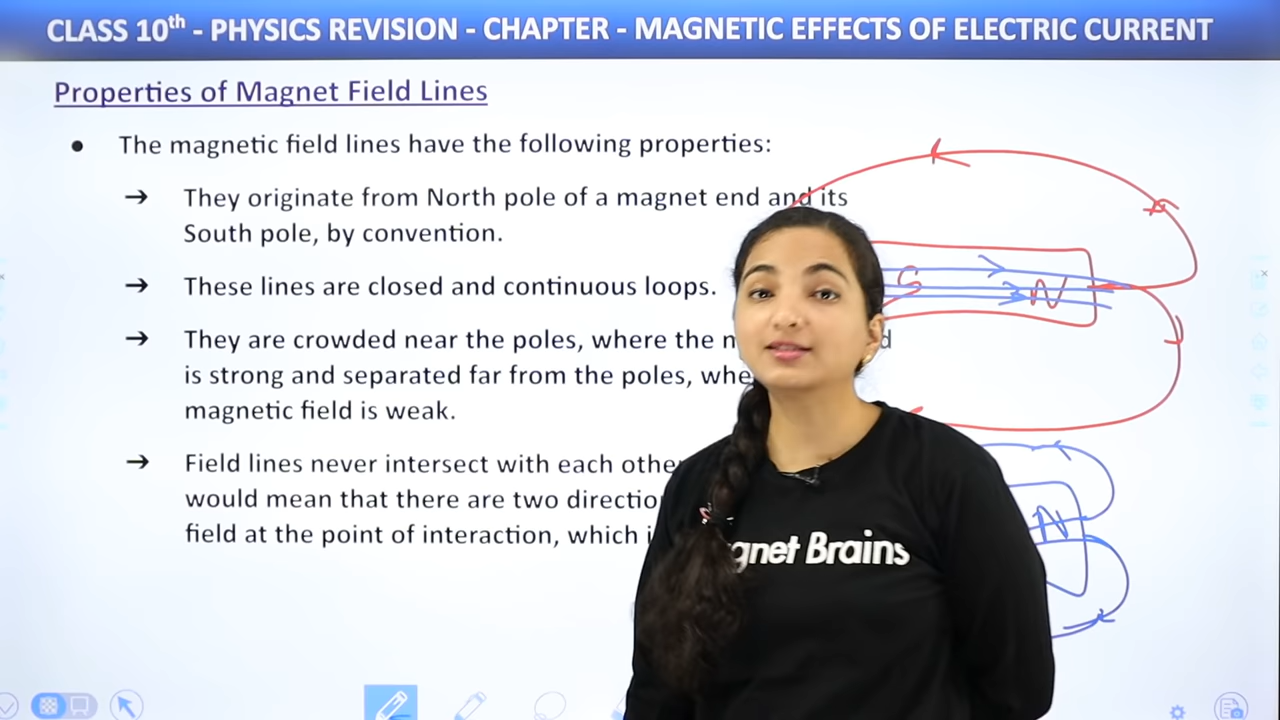 CLASS 10th - PHYSICS REVISION - CHAPTER - MAGNETIC EFFECTS OF ELECTRIC CURRENT
Properties of Magnet Field Lines
● The magnetic field lines have the following properties:
➔ They originate from North pole of a magnet end and its
South pole, by convention.
➔ These lines are closed and continuous loops.
➔ They are crowded near the poles, where the
is strong and separated far from the poles,
magnetic field is weak.
➔ Field lines never intersect with each
would mean that there are two
field at the point of interaction, which
S
N
N
Brains